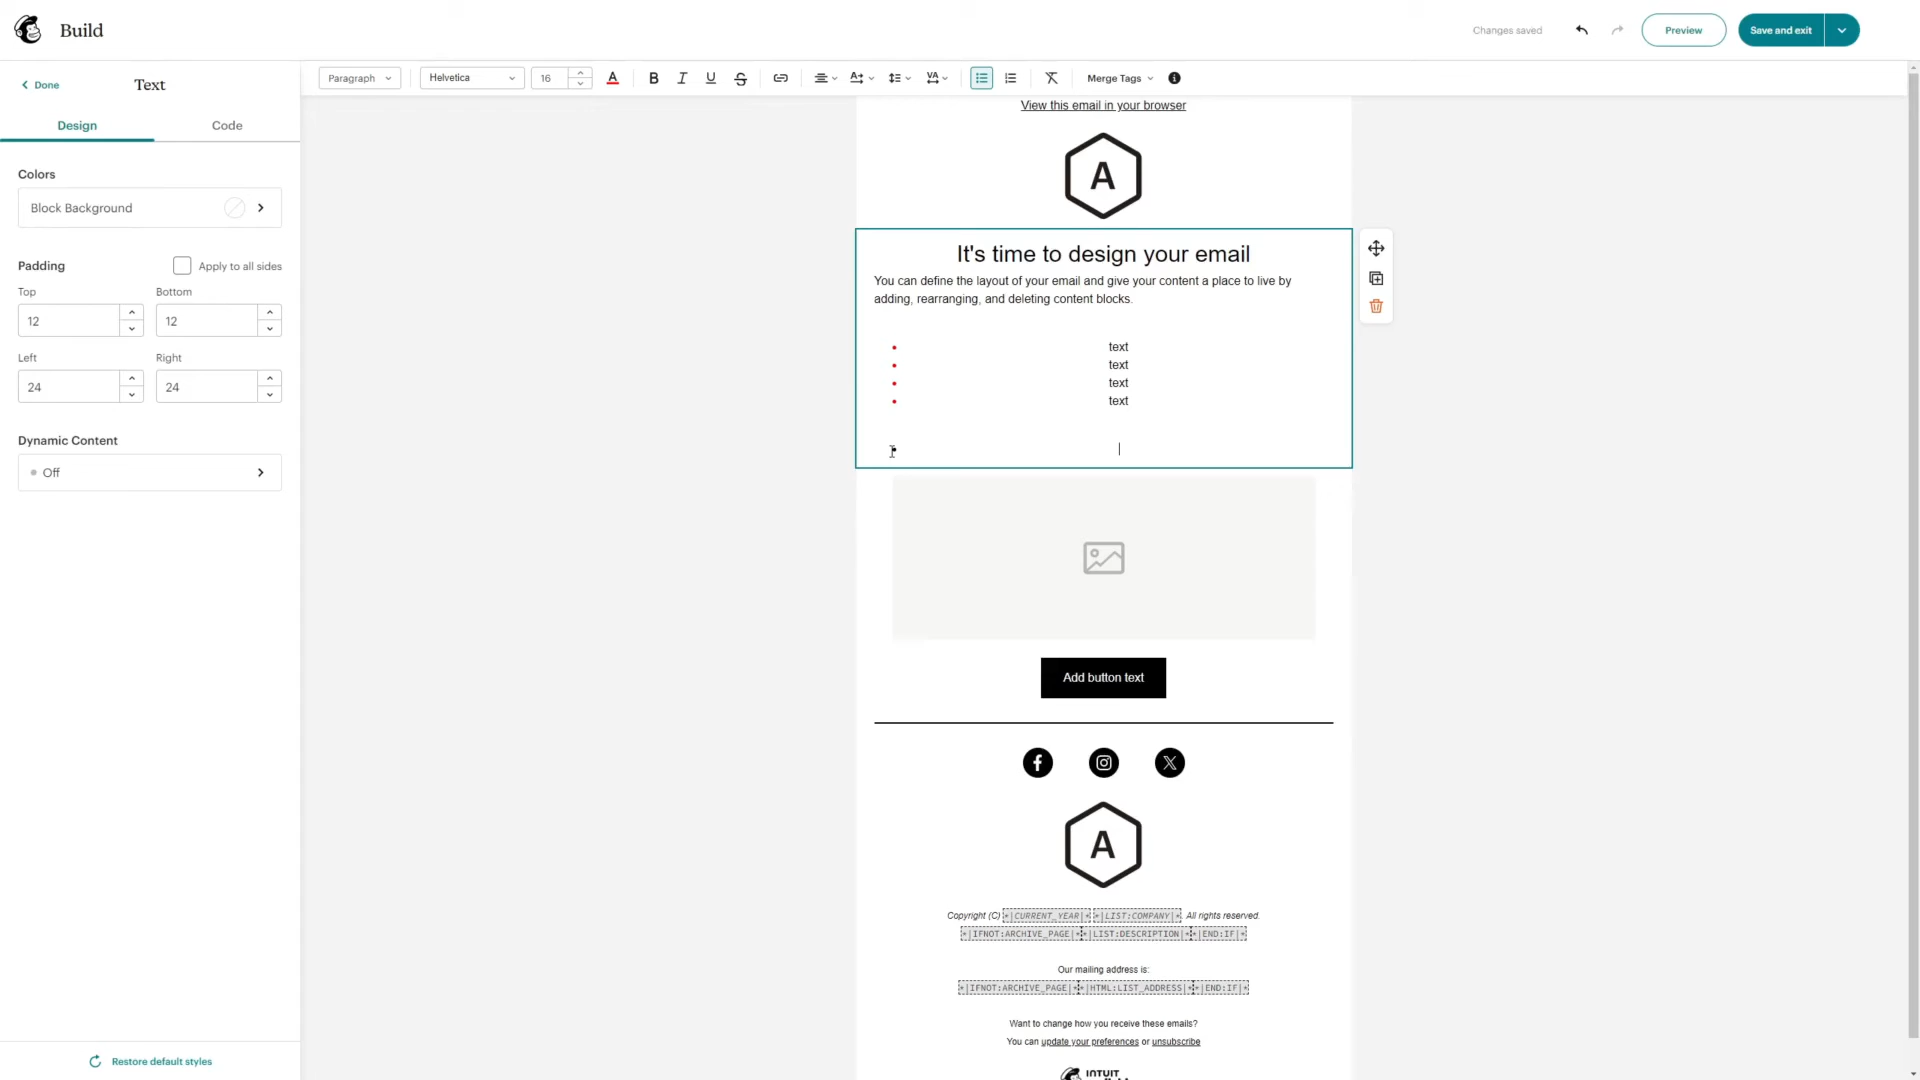 Build
Changes saved
Preview
Save and exit
Done
Text
Paragraph
Helvetica
16
A
B
I
U
S
VA
Merge Tags
Design
Code
Colors
Block Background
Padding
Apply to all sides
Top
Bottom
12
12
Left
Right
24
24
Dynamic Content
Off
Restore default styles
View this email in your browser
A
It's time to design your email
You can define the layout of your email and give your content a place to live by
adding, rearranging, and deleting content blocks.
• text
• text
• text
• text
Add button text
A
Copyright (C) *|CURRENT_YEAR|* *|LIST:COMPANY|*. All rights reserved.
*|IFNOT:ARCHIVE_PAGE|**|LIST:DESCRIPTION|**|END:IF|*
Our mailing address is:
*|IFNOT:ARCHIVE_PAGE|**|HTML:LIST_ADDRESS|**|END:IF|*
Want to change how you receive these emails?
You can update your preferences or unsubscribe
INTUIT